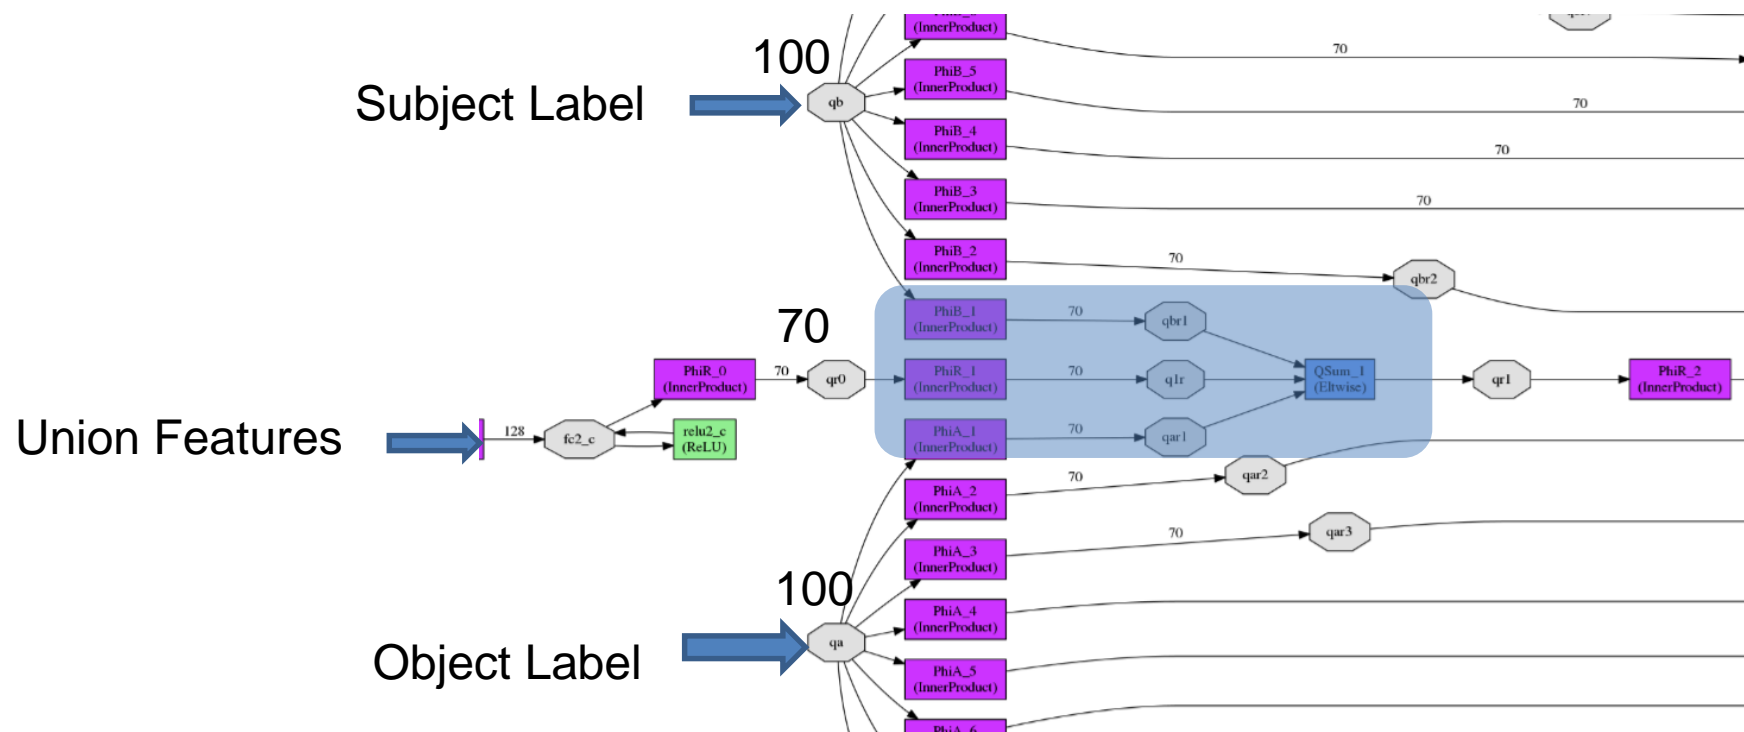 (InnerProduct)
70
100
PhiB_5
(InnerProduct)
Subject Label
qb
70
PhiB_4
(InnerProduct)
70
PhiB_3
(InnerProduct)
70
PhiB_2
(InnerProduct)
70
qbr2
PhiB_1
(InnerProduct)
70
qbr1
70
PhiR_0
(InnerProduct)
70
qr0
PhiR_1
(InnerProduct)
70
q1r
QSum_1
(Eltwise)
qr1
PhiR_2
(InnerProduct)
Union Features
128
fc2_c
relu2_c
(ReLU)
PhiA_1
(InnerProduct)
70
qar1
PhiA_2
(InnerProduct)
70
qar2
PhiA_3
(InnerProduct)
70
qar3
100
PhiA_4
(InnerProduct)
Object Label
qa
PhiA_5
(InnerProduct)
PhiA_6